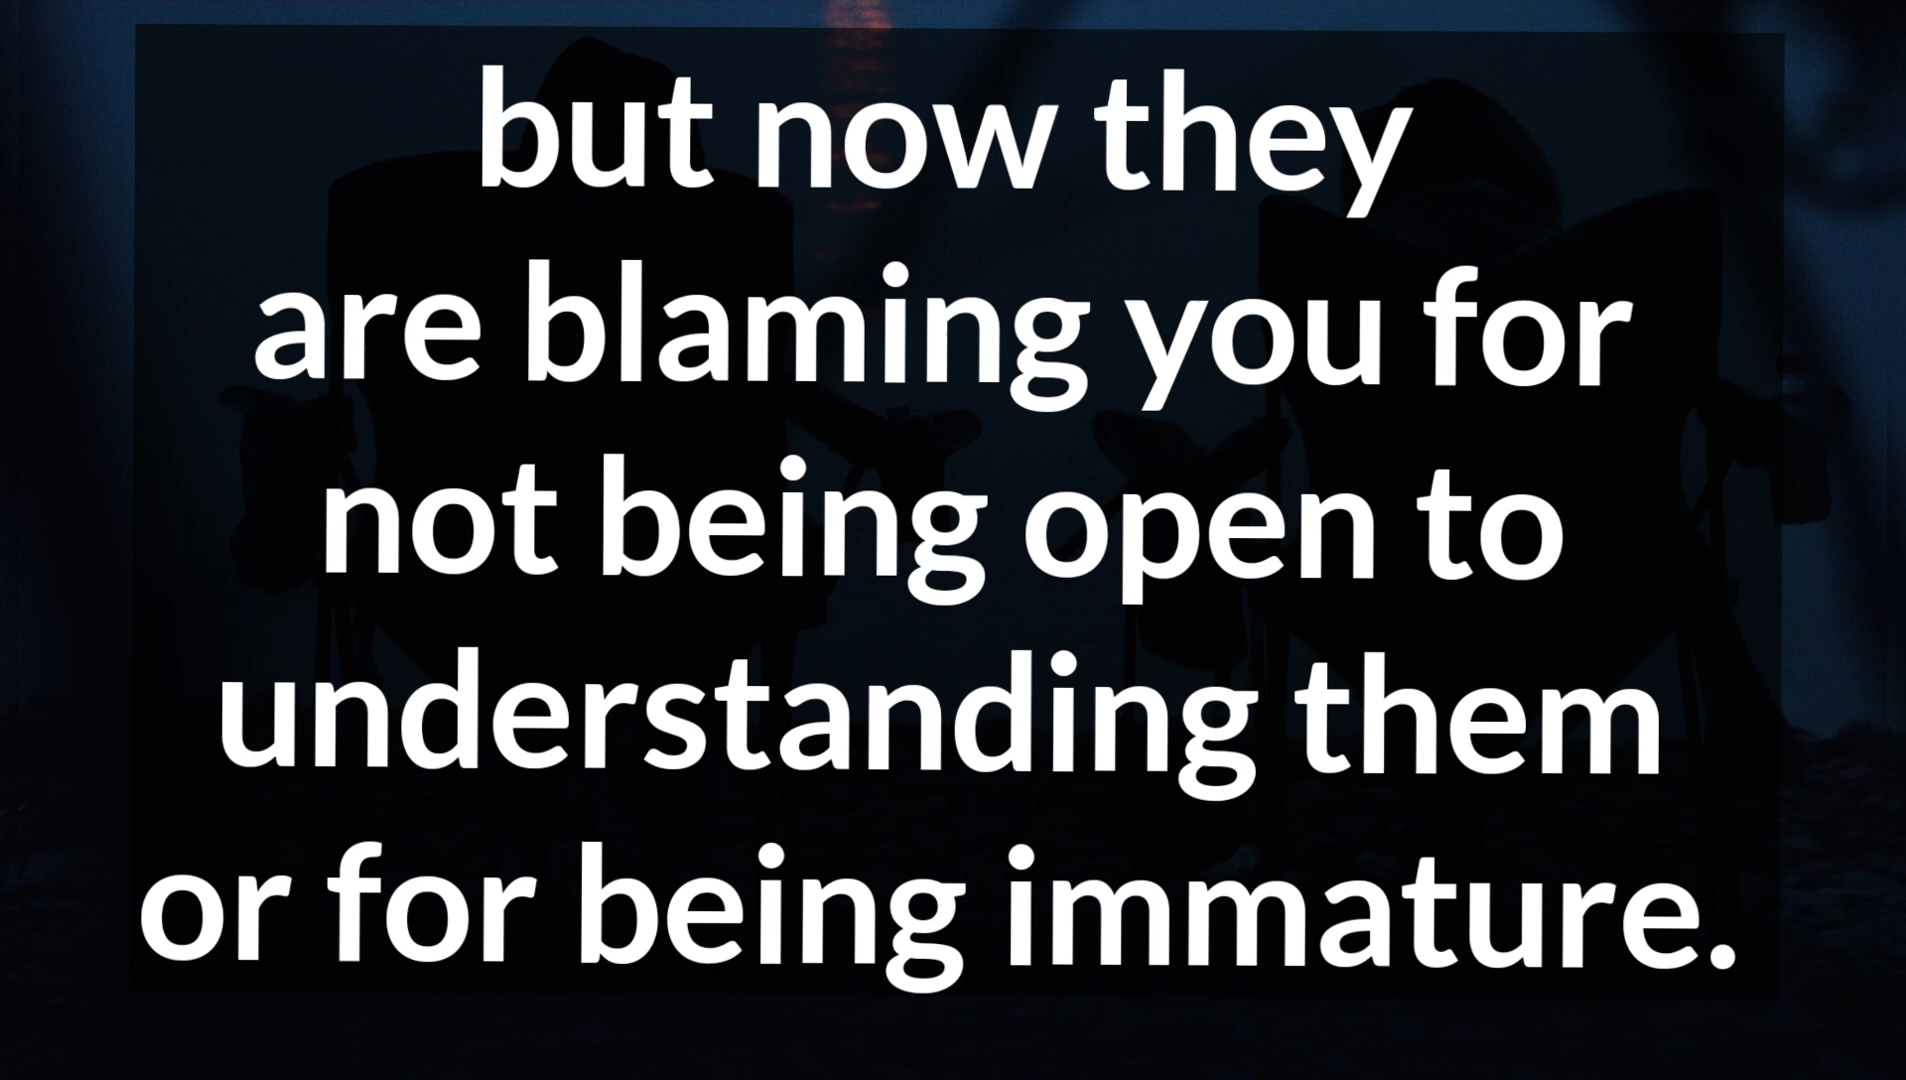 but now they
are blaming you for
not being open to
understanding them
or for being immature.